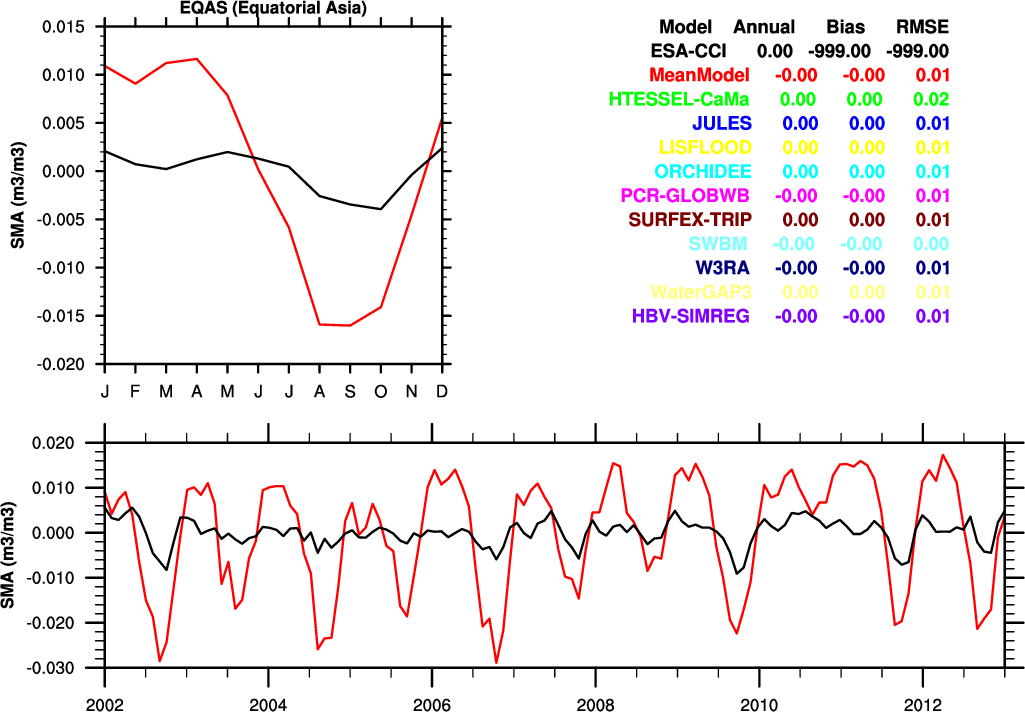 EQAS (Equatorial Asia)
0.015
0.010
0.005
0.000
-0.005
-0.010
-0.015
-0.020
SMA (m3/m3)
J F M A M J J A S O N D
Model Annual Bias RMSE
ESA-CCI 0.00 -999.00 -999.00
MeanModel -0.00 -0.00 0.01
HTESSEL-CaMa 0.00 0.00 0.02
JULES 0.00 0.00 0.01
LISFLOOD 0.00 0.00 0.01
ORCHIDEE 0.00 0.00 0.01
PCR-GLOBWB -0.00 -0.00 0.01
SURFEX-TRIP 0.00 0.00 0.01
SWBM -0.00 -0.00 0.00
W3RA -0.00 -0.00 0.01
WaterGAP3 0.00 0.00 0.01
HBV-SIMREG -0.00 -0.00 0.01
0.020
0.010
0.000
-0.010
-0.020
-0.030
SMA (m3/m3)
2002 2004 2006 2008 2010 2012